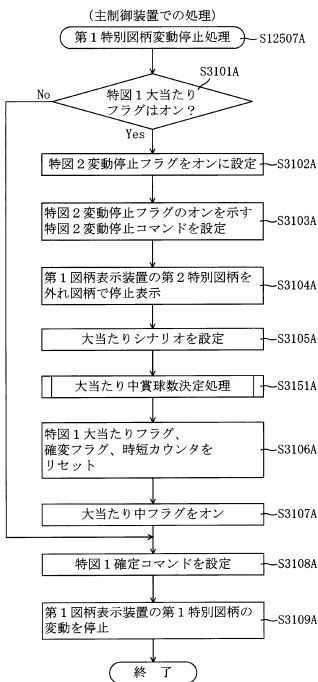 (主制御装置での処理)
第１特別図柄変動停止処理
S12507A
S3101A
特図１大当たり
フラグはオン？
No
Yes
特図２変動停止フラグをオンに設定
S3102A
特図２変動停止フラグのオンを示す
特図２変動停止コマンドを設定
S3103A
第１図柄表示装置の第２特別図柄を
外れ図柄で停止表示
S3104A
大当たりシナリオを設定
S3105A
大当たり中賞球数決定処理
S3151A
特図１大当たりフラグ、
確変フラグ、時短カウンタを
リセット
S3106A
大当たり中フラグをオン
S3107A
特図１確定コマンドを設定
S3108A
第１図柄表示装置の第１特別図柄の
変動を停止
S3109A
終 了